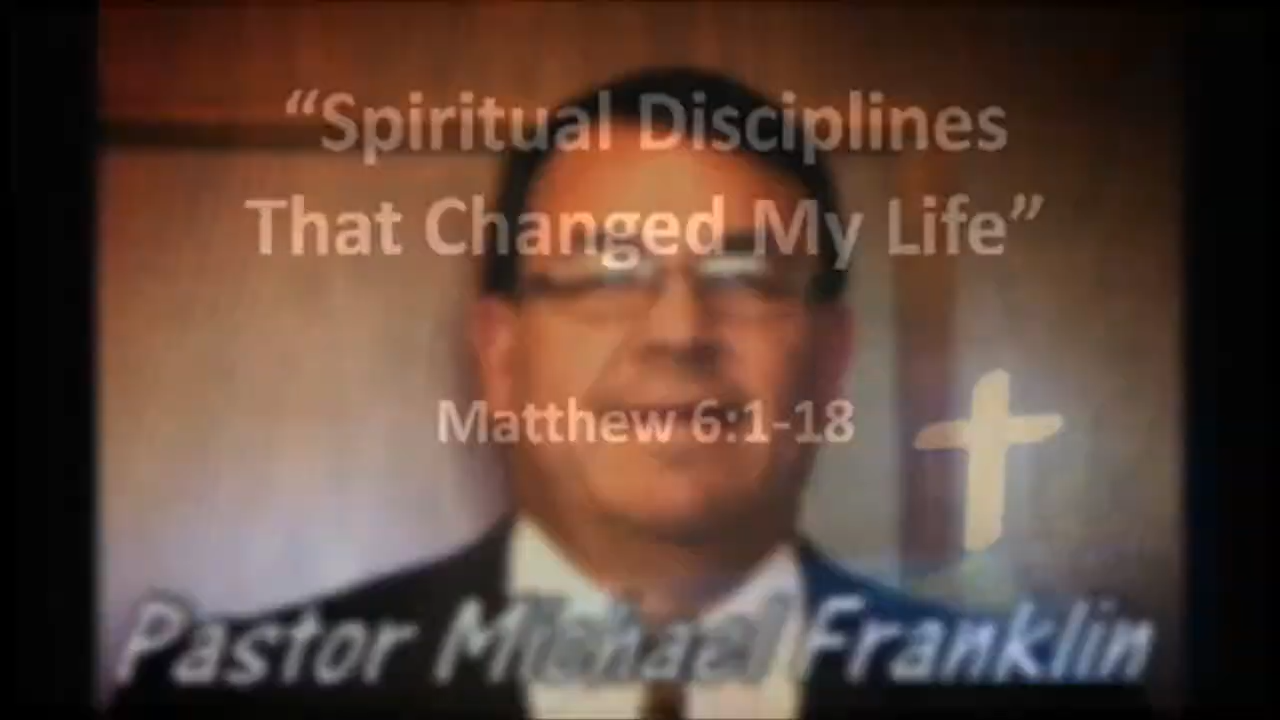 “Spiritual Disciplines
That Changed My Life”
Matthew 6:1-18
Pastor Michael Franklin